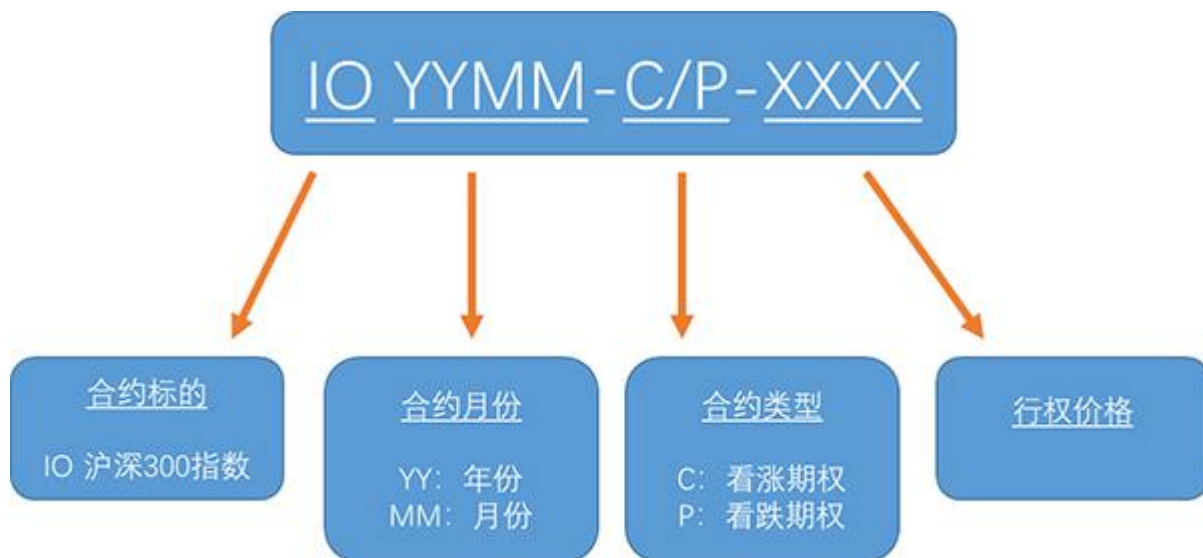 IO YYMM-C/P-XXXX
合约标的
IO 沪深300指数
合约月份
YY：年份
MM：月份
合约类型
C：看涨期权
P：看跌期权
行权价格